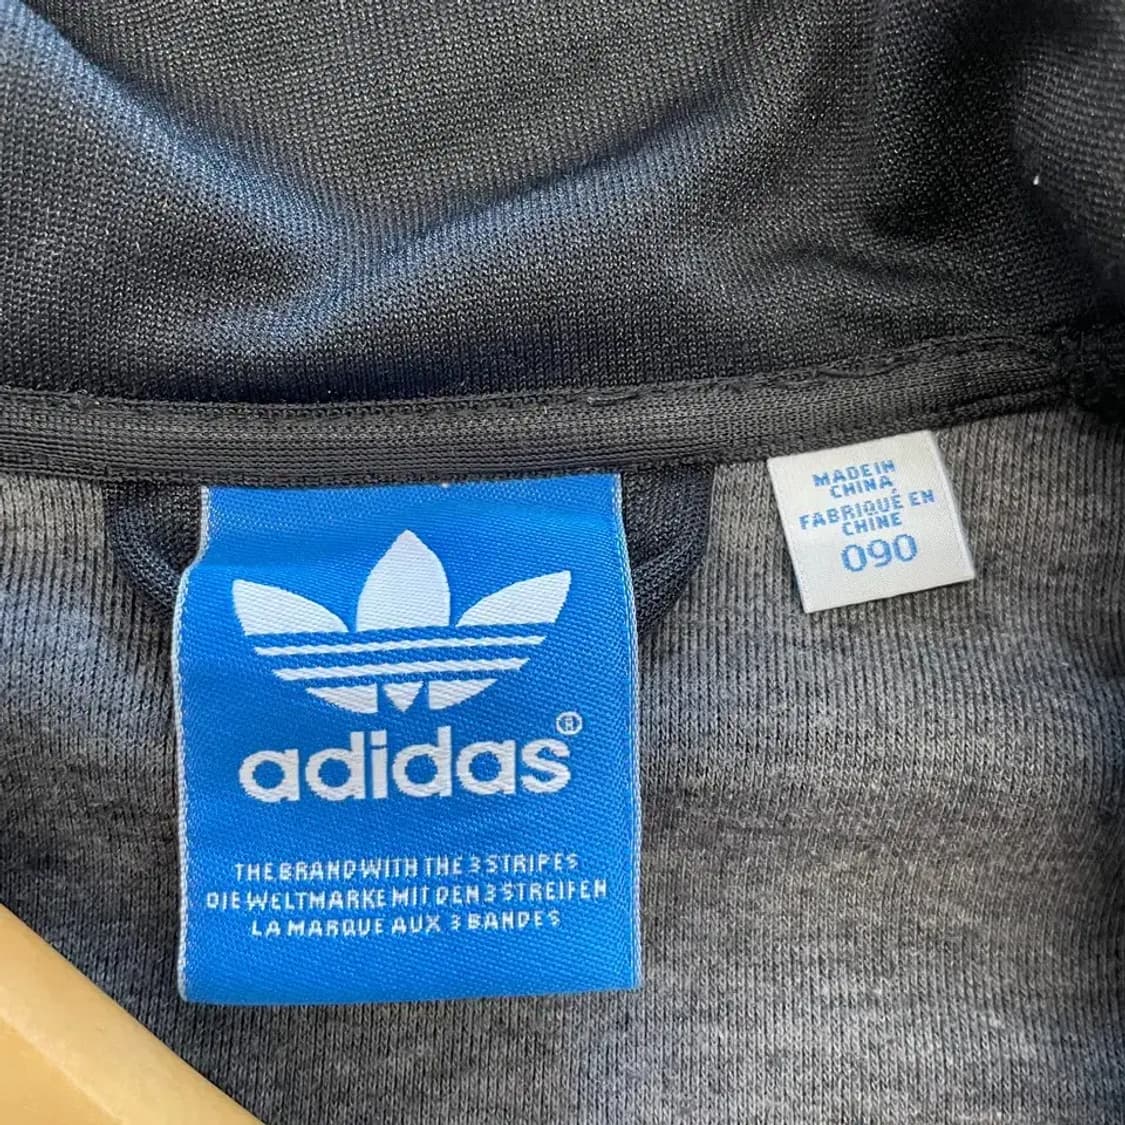 adidas®
THE BRAND WITH THE 3 STRIPES
DIE WELTMARKE MIT DEN 3 STREIFEN
LA MARQUE AUX 3 BANDES
MADE IN
CHINA
FABRIQUÉ EN
CHINE
090